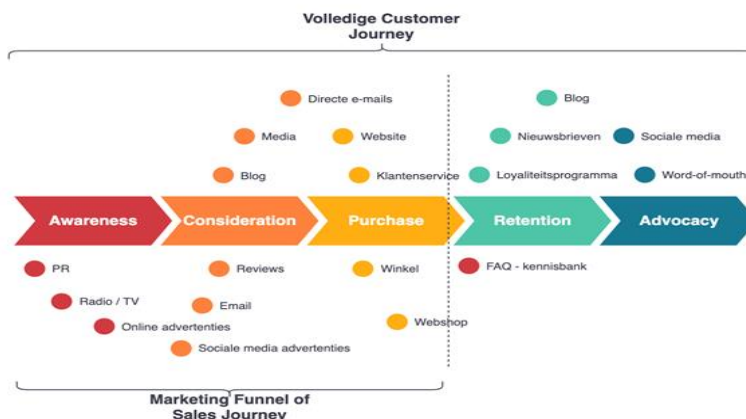 Volledige Customer
Journey
Directe e-mails
Blog
Media
Website
Nieuwsbrieven
Sociale media
Blog
Klantenservice
Loyaliteitsprogramma
Word-of-mouth
Awareness
Consideration
Purchase
Retention
Advocacy
PR
Reviews
Winkel
FAQ - kennisbank
Radio / TV
Email
Online advertenties
Webshop
Sociale media advertenties
Marketing Funnel of
Sales Journey